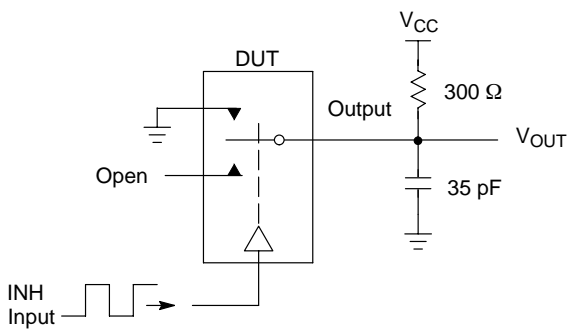 V_CC
DUT
300 Ω
Output
V_OUT
Open
35 pF
INH
Input